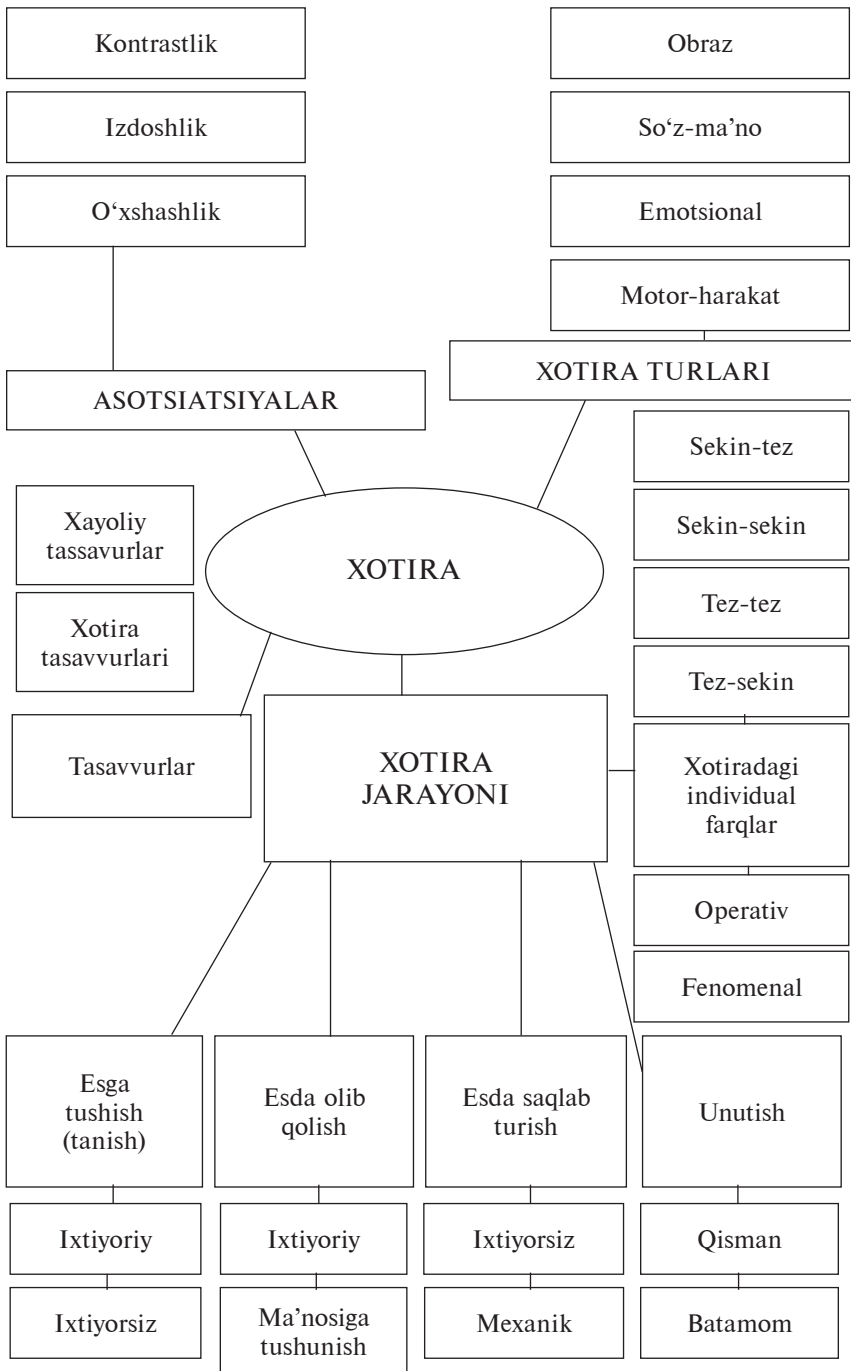 Kontrastlik
Obraz
Izdoshlik
So‘z-ma’no
O‘xshashlik
Emotsional
Motor-harakat
XOTIRA TURLARI
ASOTSIATSIYALAR
Sekin-tez
Xayoliy
tassavurlar
Sekin-sekin
XOTIRA
Tez-tez
Xotira
tasavvurlari
Tez-sekin
Tasavvurlar
XOTIRA
JARAYONI
Xotiradagi
individual
farqlar
Operativ
Fenomenal
Esga
tushish
(tanish)
Esda olib
qolish
Esda saqlab
turish
Unutish
Ixtiyoriy
Ixtiyoriy
Ixtiyorsiz
Qisman
Ixtiyorsiz
Ma’nosiga
tushunish
Mexanik
Batamom